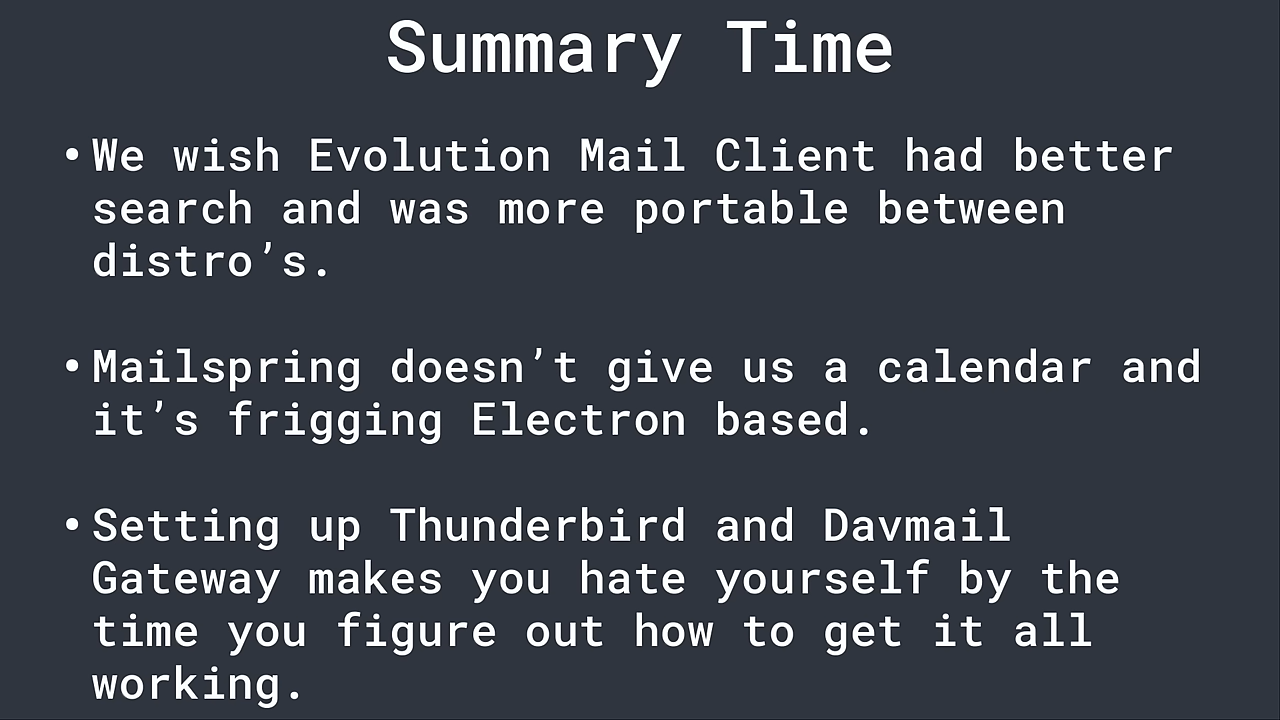 Summary Time
•We wish Evolution Mail Client had better
search and was more portable between
distro’s.
•Mailspring doesn’t give us a calendar and
it’s frigging Electron based.
•Setting up Thunderbird and Davmail
Gateway makes you hate yourself by the
time you figure out how to get it all
working.